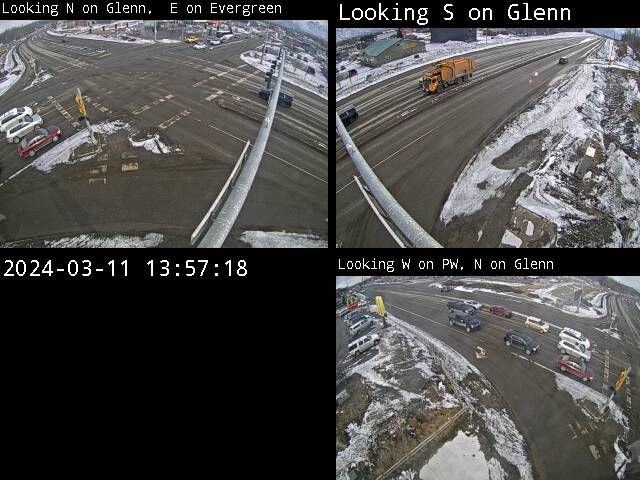 Looking N on Glenn,  E on Evergreen
Looking S on Glenn
2024-03-11 13:57:18
Looking W on PW, N on Glenn